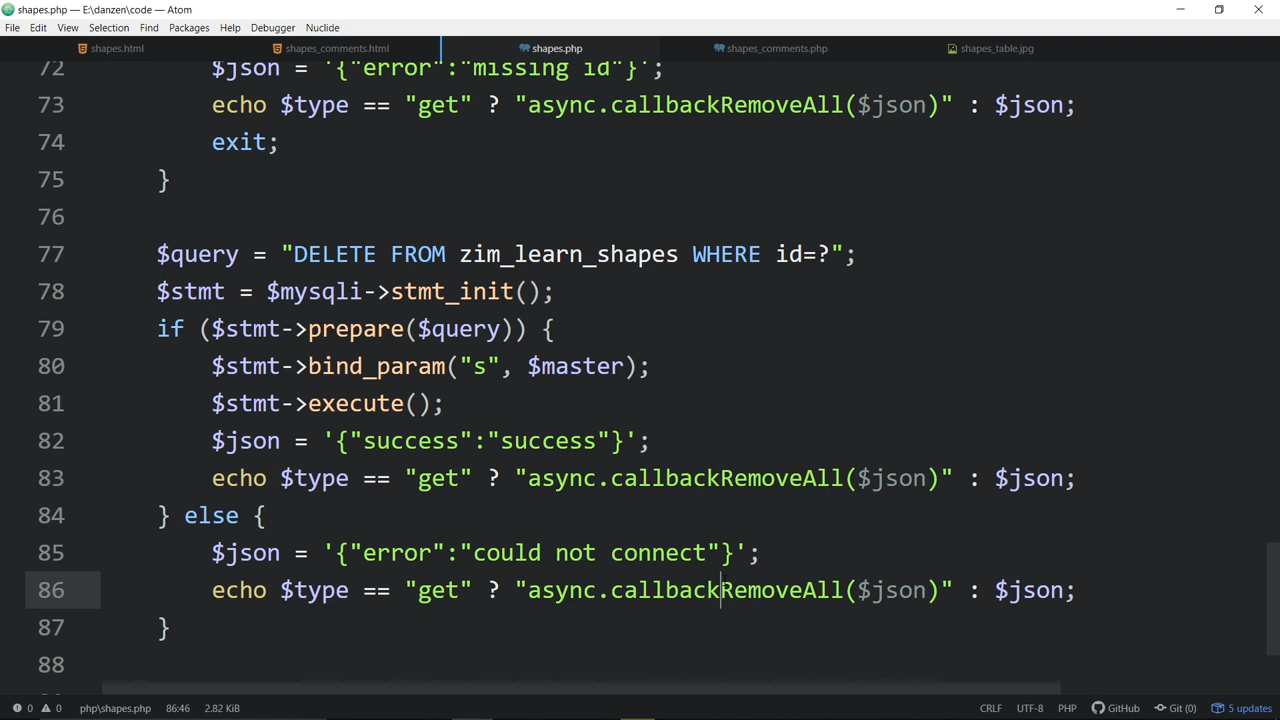 shapes.php — E:\danzen\code — Atom
File Edit View Selection Find Packages Help Debugger Nuclide
shapes.html shapes_comments.html shapes.php shapes_comments.php shapes_table.jpg
72 $json = '{"error":"missing id"}';
73 echo $type == "get" ? "async.callbackRemoveAll($json)" : $json;
74 exit;
75 }
76
77 $query = "DELETE FROM zim_learn_shapes WHERE id=?";
78 $stmt = $mysqli->stmt_init();
79 if ($stmt->prepare($query)) {
80 $stmt->bind_param("s", $master);
81 $stmt->execute();
82 $json = '{"success":"success"}';
83 echo $type == "get" ? "async.callbackRemoveAll($json)" : $json;
84 } else {
85 $json = '{"error":"could not connect"}';
86 echo $type == "get" ? "async.callbackRemoveAll($json)" : $json;
87 }
88
0 0 php\shapes.php 86:46 2.82 KiB CRLF UTF-8 PHP GitHub Git (0) 5 updates